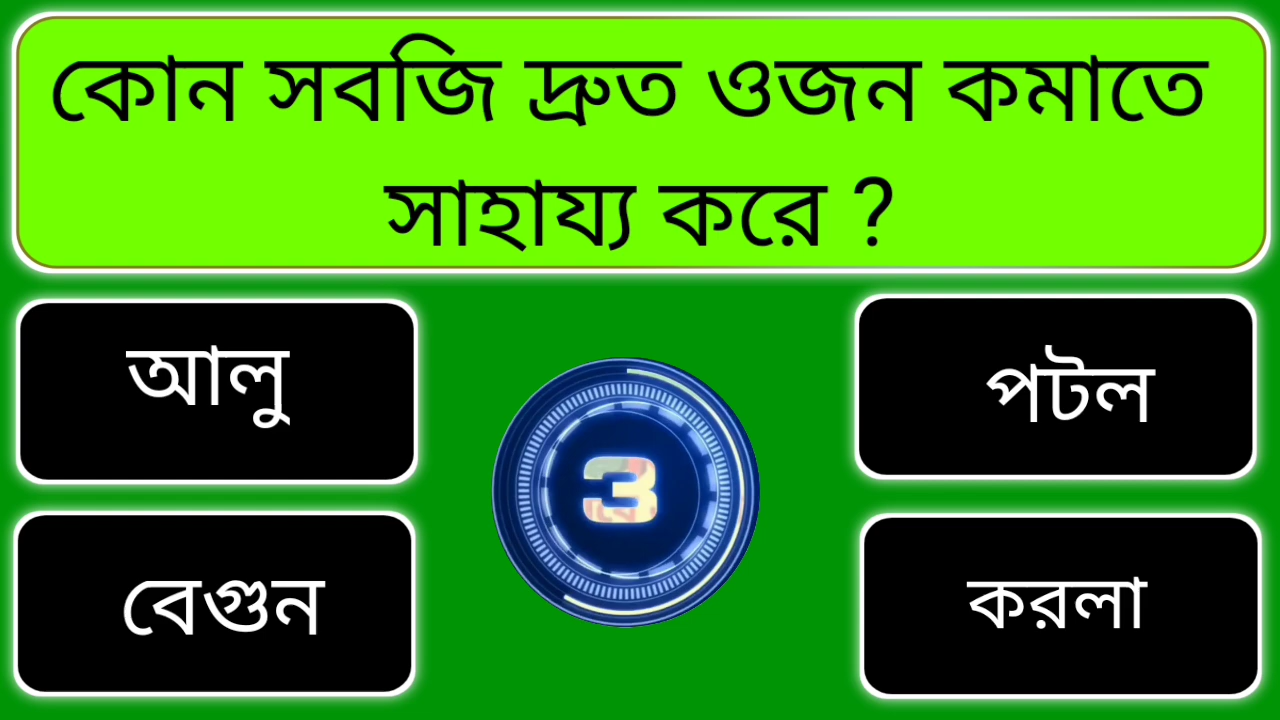 কোন সবজি দ্রুত ওজন কমাতে
সাহায্য করে ?
আলু
পটল
3
বেগুন
করলা